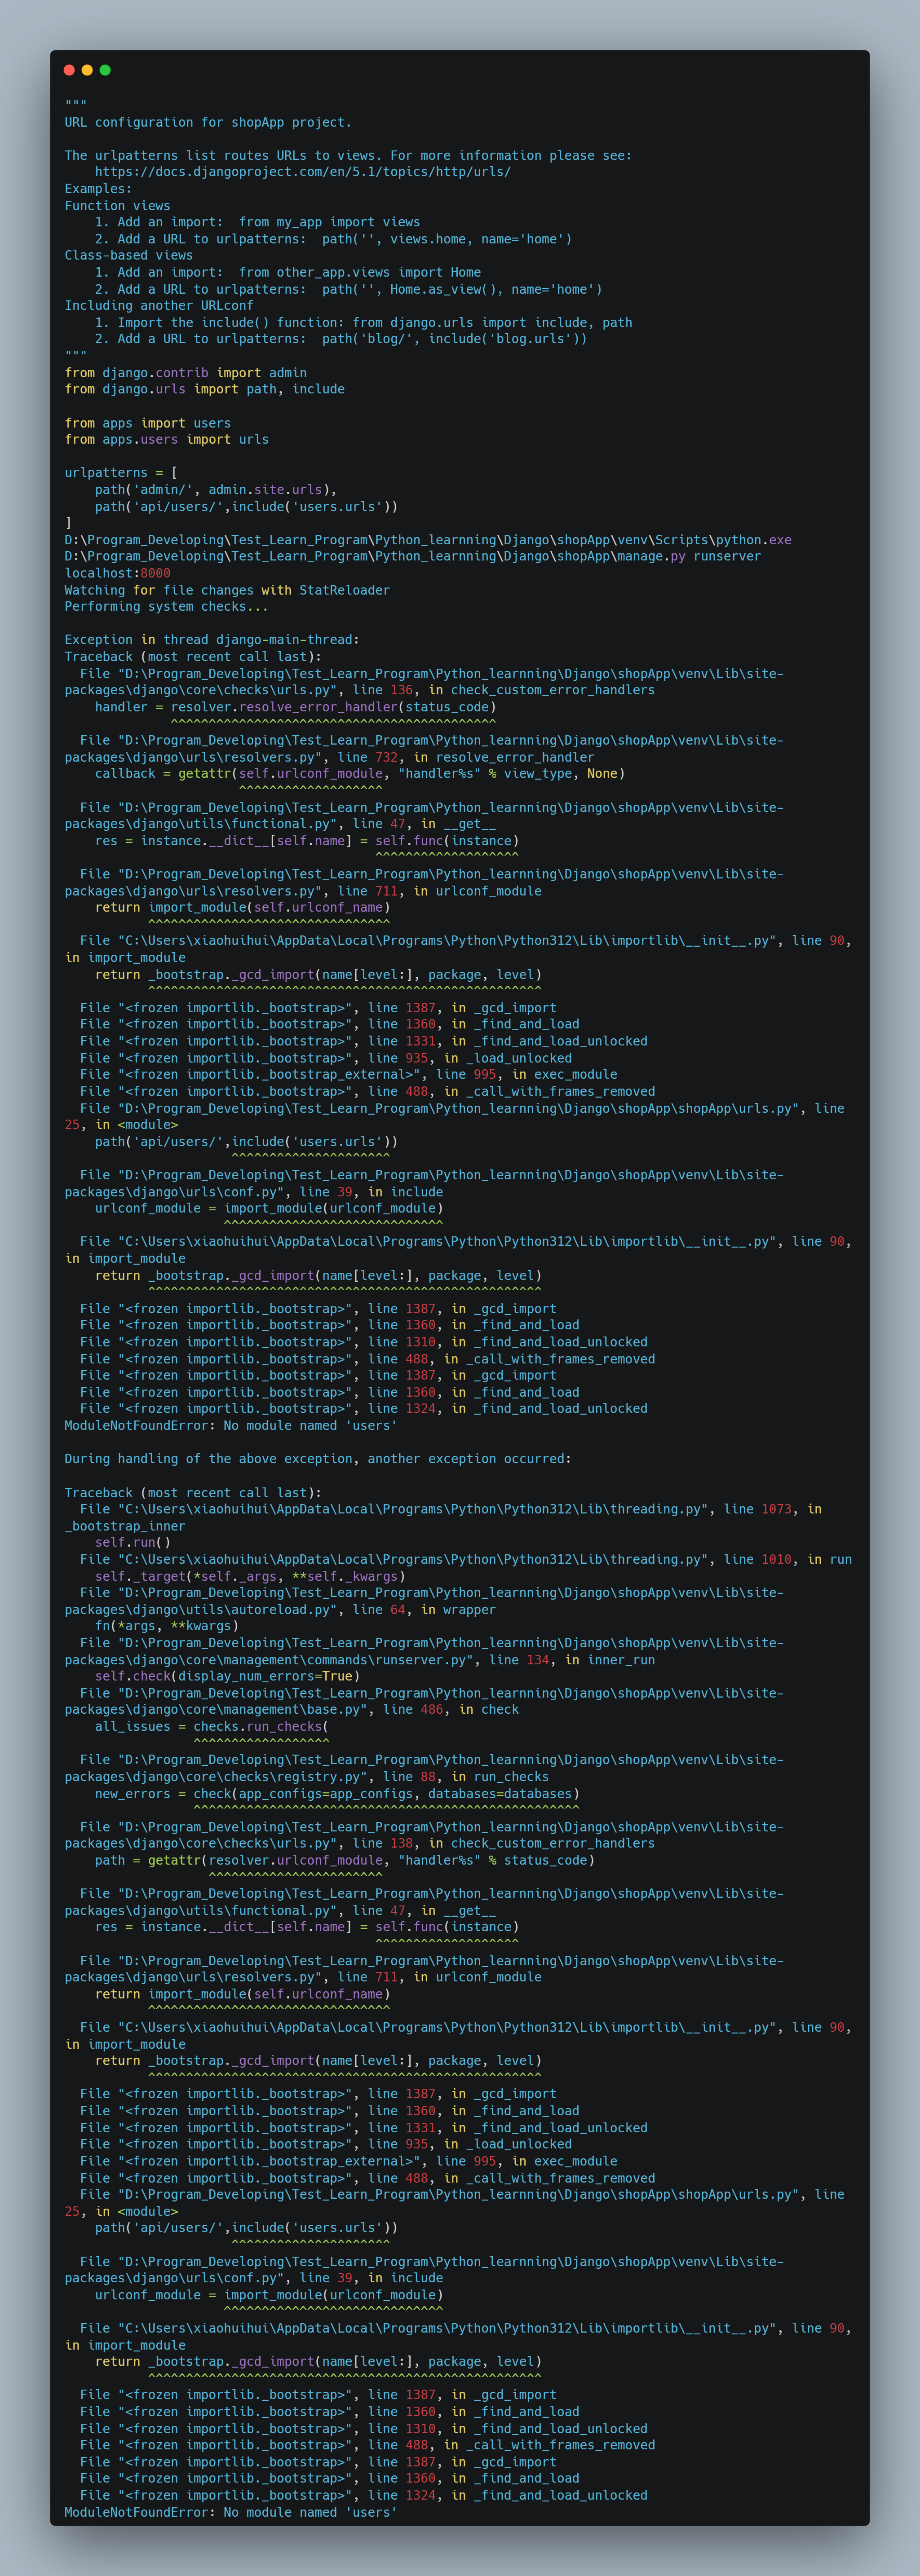 """
URL configuration for shopApp project.
The urlpatterns list routes URLs to views. For more information please see:
    https://docs.djangoproject.com/en/5.1/topics/http/urls/
Examples:
Function views
    1. Add an import:  from my_app import views
    2. Add a URL to urlpatterns:  path('', views.home, name='home')
Class-based views
    1. Add an import:  from other_app.views import Home
    2. Add a URL to urlpatterns:  path('', Home.as_view(), name='home')
Including another URLconf
    1. Import the include() function: from django.urls import include, path
    2. Add a URL to urlpatterns:  path('blog/', include('blog.urls'))
"""
from django.contrib import admin
from django.urls import path, include
from apps import users
from apps.users import urls
urlpatterns = [
    path('admin/', admin.site.urls),
    path('api/users/',include('users.urls'))
]
D:\Program_Developing\Test_Learn_Program\Python_learnning\Django\shopApp\venv\Scripts\python.exe
D:\Program_Developing\Test_Learn_Program\Python_learnning\Django\shopApp\manage.py runserver
localhost:8000
Watching for file changes with StatReloader
Performing system checks...
Exception in thread django-main-thread:
Traceback (most recent call last):
  File "D:\Program_Developing\Test_Learn_Program\Python_learnning\Django\shopApp\venv\Lib\site-
packages\django\core\checks\urls.py", line 136, in check_custom_error_handlers
    handler = resolver.resolve_error_handler(status_code)
              ^^^^^^^^^^^^^^^^^^^^^^^^^^^^^^^^^^^^^^^^^^^
  File "D:\Program_Developing\Test_Learn_Program\Python_learnning\Django\shopApp\venv\Lib\site-
packages\django\urls\resolvers.py", line 732, in resolve_error_handler
    callback = getattr(self.urlconf_module, "handler%s" % view_type, None)
                       ^^^^^^^^^^^^^^^^^^^
  File "D:\Program_Developing\Test_Learn_Program\Python_learnning\Django\shopApp\venv\Lib\site-
packages\django\utils\functional.py", line 47, in __get__
    res = instance.__dict__[self.name] = self.func(instance)
                                         ^^^^^^^^^^^^^^^^^^^
  File "D:\Program_Developing\Test_Learn_Program\Python_learnning\Django\shopApp\venv\Lib\site-
packages\django\urls\resolvers.py", line 711, in urlconf_module
    return import_module(self.urlconf_name)
           ^^^^^^^^^^^^^^^^^^^^^^^^^^^^^^^^
  File "C:\Users\xiaohuihui\AppData\Local\Programs\Python\Python312\Lib\importlib\__init__.py", line 90,
in import_module
    return _bootstrap._gcd_import(name[level:], package, level)
           ^^^^^^^^^^^^^^^^^^^^^^^^^^^^^^^^^^^^^^^^^^^^^^^^^^^^
  File "<frozen importlib._bootstrap>", line 1387, in _gcd_import
  File "<frozen importlib._bootstrap>", line 1360, in _find_and_load
  File "<frozen importlib._bootstrap>", line 1331, in _find_and_load_unlocked
  File "<frozen importlib._bootstrap>", line 935, in _load_unlocked
  File "<frozen importlib._bootstrap_external>", line 995, in exec_module
  File "<frozen importlib._bootstrap>", line 488, in _call_with_frames_removed
  File "D:\Program_Developing\Test_Learn_Program\Python_learnning\Django\shopApp\shopApp\urls.py", line
25, in <module>
    path('api/users/',include('users.urls'))
                      ^^^^^^^^^^^^^^^^^^^^^
  File "D:\Program_Developing\Test_Learn_Program\Python_learnning\Django\shopApp\venv\Lib\site-
packages\django\urls\conf.py", line 39, in include
    urlconf_module = import_module(urlconf_module)
                     ^^^^^^^^^^^^^^^^^^^^^^^^^^^^^
  File "C:\Users\xiaohuihui\AppData\Local\Programs\Python\Python312\Lib\importlib\__init__.py", line 90,
in import_module
    return _bootstrap._gcd_import(name[level:], package, level)
           ^^^^^^^^^^^^^^^^^^^^^^^^^^^^^^^^^^^^^^^^^^^^^^^^^^^^
  File "<frozen importlib._bootstrap>", line 1387, in _gcd_import
  File "<frozen importlib._bootstrap>", line 1360, in _find_and_load
  File "<frozen importlib._bootstrap>", line 1310, in _find_and_load_unlocked
  File "<frozen importlib._bootstrap>", line 488, in _call_with_frames_removed
  File "<frozen importlib._bootstrap>", line 1387, in _gcd_import
  File "<frozen importlib._bootstrap>", line 1360, in _find_and_load
  File "<frozen importlib._bootstrap>", line 1324, in _find_and_load_unlocked
ModuleNotFoundError: No module named 'users'
During handling of the above exception, another exception occurred:
Traceback (most recent call last):
  File "C:\Users\xiaohuihui\AppData\Local\Programs\Python\Python312\Lib\threading.py", line 1073, in
_bootstrap_inner
    self.run()
  File "C:\Users\xiaohuihui\AppData\Local\Programs\Python\Python312\Lib\threading.py", line 1010, in run
    self._target(*self._args, **self._kwargs)
  File "D:\Program_Developing\Test_Learn_Program\Python_learnning\Django\shopApp\venv\Lib\site-
packages\django\utils\autoreload.py", line 64, in wrapper
    fn(*args, **kwargs)
  File "D:\Program_Developing\Test_Learn_Program\Python_learnning\Django\shopApp\venv\Lib\site-
packages\django\core\management\commands\runserver.py", line 134, in inner_run
    self.check(display_num_errors=True)
  File "D:\Program_Developing\Test_Learn_Program\Python_learnning\Django\shopApp\venv\Lib\site-
packages\django\core\management\base.py", line 486, in check
    all_issues = checks.run_checks(
                 ^^^^^^^^^^^^^^^^^^
  File "D:\Program_Developing\Test_Learn_Program\Python_learnning\Django\shopApp\venv\Lib\site-
packages\django\core\checks\registry.py", line 88, in run_checks
    new_errors = check(app_configs=app_configs, databases=databases)
                 ^^^^^^^^^^^^^^^^^^^^^^^^^^^^^^^^^^^^^^^^^^^^^^^^^^^
  File "D:\Program_Developing\Test_Learn_Program\Python_learnning\Django\shopApp\venv\Lib\site-
packages\django\core\checks\urls.py", line 138, in check_custom_error_handlers
    path = getattr(resolver.urlconf_module, "handler%s" % status_code)
                   ^^^^^^^^^^^^^^^^^^^^^^^
  File "D:\Program_Developing\Test_Learn_Program\Python_learnning\Django\shopApp\venv\Lib\site-
packages\django\utils\functional.py", line 47, in __get__
    res = instance.__dict__[self.name] = self.func(instance)
                                         ^^^^^^^^^^^^^^^^^^^
  File "D:\Program_Developing\Test_Learn_Program\Python_learnning\Django\shopApp\venv\Lib\site-
packages\django\urls\resolvers.py", line 711, in urlconf_module
    return import_module(self.urlconf_name)
           ^^^^^^^^^^^^^^^^^^^^^^^^^^^^^^^^
  File "C:\Users\xiaohuihui\AppData\Local\Programs\Python\Python312\Lib\importlib\__init__.py", line 90,
in import_module
    return _bootstrap._gcd_import(name[level:], package, level)
           ^^^^^^^^^^^^^^^^^^^^^^^^^^^^^^^^^^^^^^^^^^^^^^^^^^^^
  File "<frozen importlib._bootstrap>", line 1387, in _gcd_import
  File "<frozen importlib._bootstrap>", line 1360, in _find_and_load
  File "<frozen importlib._bootstrap>", line 1331, in _find_and_load_unlocked
  File "<frozen importlib._bootstrap>", line 935, in _load_unlocked
  File "<frozen importlib._bootstrap_external>", line 995, in exec_module
  File "<frozen importlib._bootstrap>", line 488, in _call_with_frames_removed
  File "D:\Program_Developing\Test_Learn_Program\Python_learnning\Django\shopApp\shopApp\urls.py", line
25, in <module>
    path('api/users/',include('users.urls'))
                      ^^^^^^^^^^^^^^^^^^^^^
  File "D:\Program_Developing\Test_Learn_Program\Python_learnning\Django\shopApp\venv\Lib\site-
packages\django\urls\conf.py", line 39, in include
    urlconf_module = import_module(urlconf_module)
                     ^^^^^^^^^^^^^^^^^^^^^^^^^^^^^
  File "C:\Users\xiaohuihui\AppData\Local\Programs\Python\Python312\Lib\importlib\__init__.py", line 90,
in import_module
    return _bootstrap._gcd_import(name[level:], package, level)
           ^^^^^^^^^^^^^^^^^^^^^^^^^^^^^^^^^^^^^^^^^^^^^^^^^^^^
  File "<frozen importlib._bootstrap>", line 1387, in _gcd_import
  File "<frozen importlib._bootstrap>", line 1360, in _find_and_load
  File "<frozen importlib._bootstrap>", line 1310, in _find_and_load_unlocked
  File "<frozen importlib._bootstrap>", line 488, in _call_with_frames_removed
  File "<frozen importlib._bootstrap>", line 1387, in _gcd_import
  File "<frozen importlib._bootstrap>", line 1360, in _find_and_load
  File "<frozen importlib._bootstrap>", line 1324, in _find_and_load_unlocked
ModuleNotFoundError: No module named 'users'